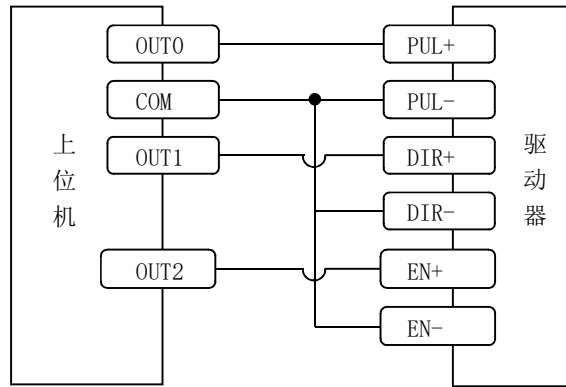 OUT0
PUL+
COM
PUL-
OUT1
DIR+
上位机
驱动器
DIR-
OUT2
EN+
EN-